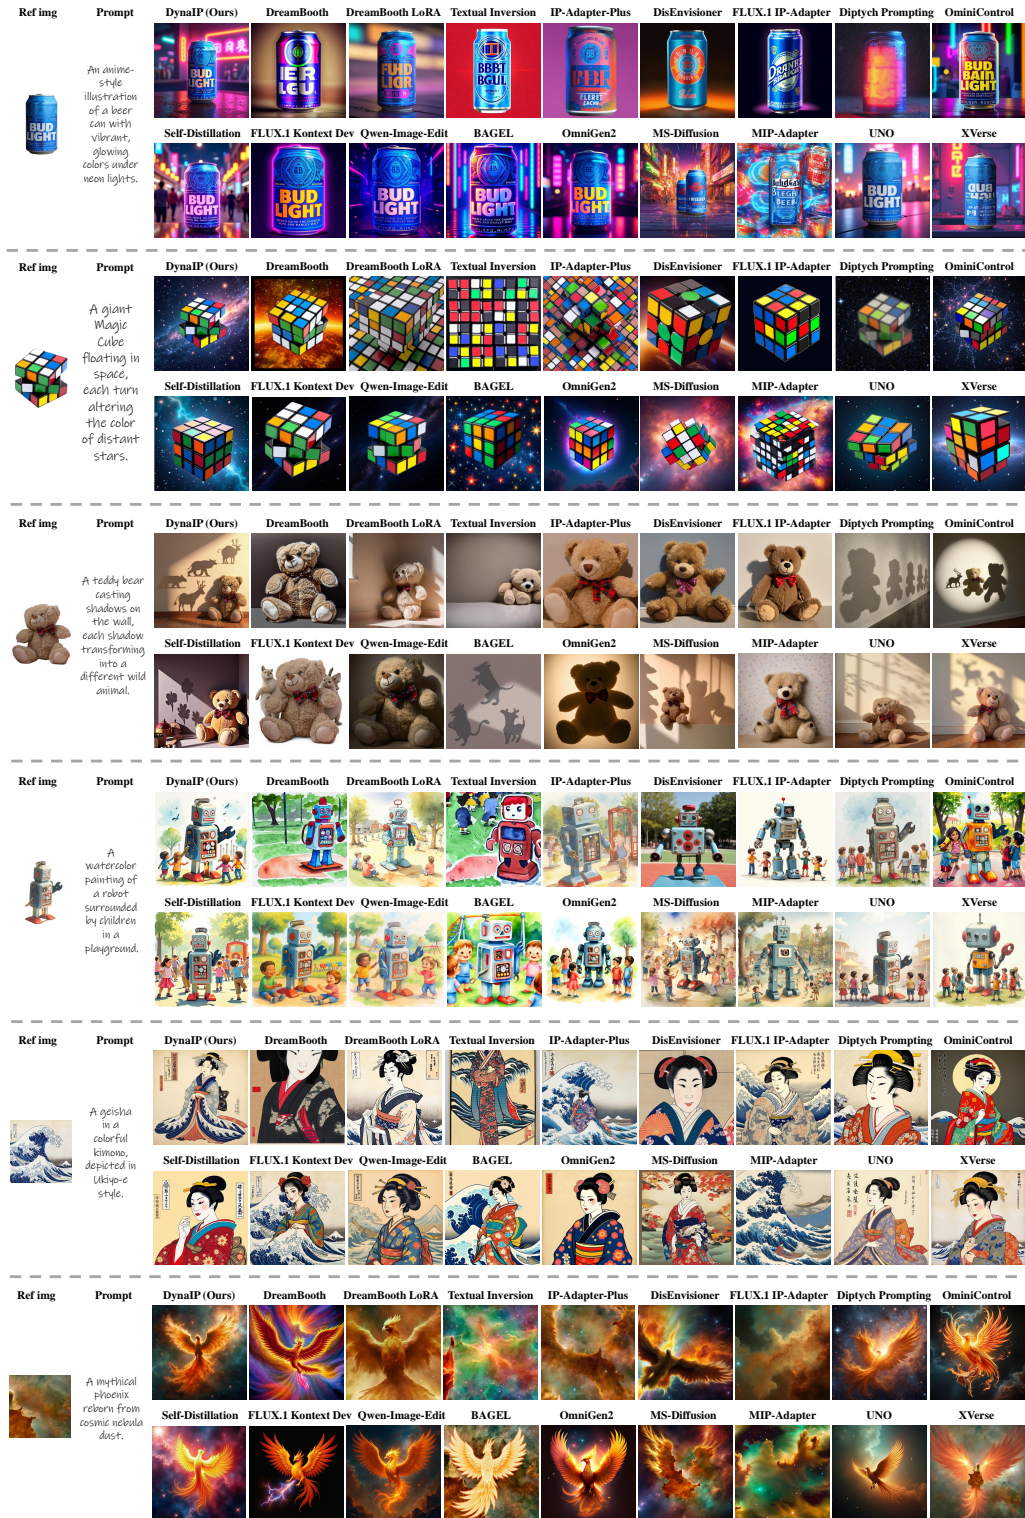 Ref img Prompt DynaIP (Ours) DreamBooth DreamBooth LoRA Textual Inversion IP-Adapter-Plus DisEnvisioner FLUX.1 IP-Adapter Diptych Prompting OminiControl
An anime-
style
illustration
of a beer
can with
vibrant,
glowing
colors under
neon lights.
BUD
LIGHT
Self-Distillation FLUX.1 Kontext Dev Qwen-Image-Edit BAGEL OmniGen2 MS-Diffusion MIP-Adapter UNO XVerse
Ref img Prompt DynaIP (Ours) DreamBooth DreamBooth LoRA Textual Inversion IP-Adapter-Plus DisEnvisioner FLUX.1 IP-Adapter Diptych Prompting OminiControl
A giant
Magic
Cube
floating in
space,
each turn
altering
the color
of distant
stars.
Self-Distillation FLUX.1 Kontext Dev Qwen-Image-Edit BAGEL OmniGen2 MS-Diffusion MIP-Adapter UNO XVerse
Ref img Prompt DynaIP (Ours) DreamBooth DreamBooth LoRA Textual Inversion IP-Adapter-Plus DisEnvisioner FLUX.1 IP-Adapter Diptych Prompting OminiControl
A teddy bear
casting
shadows on
the wall,
each shadow
transforming
into a
different wild
animal.
Self-Distillation FLUX.1 Kontext Dev Qwen-Image-Edit BAGEL OmniGen2 MS-Diffusion MIP-Adapter UNO XVerse
Ref img Prompt DynaIP (Ours) DreamBooth DreamBooth LoRA Textual Inversion IP-Adapter-Plus DisEnvisioner FLUX.1 IP-Adapter Diptych Prompting OminiControl
A
watercolor
painting of
a robot
surrounded
by children
in a
playground.
Self-Distillation FLUX.1 Kontext Dev Qwen-Image-Edit BAGEL OmniGen2 MS-Diffusion MIP-Adapter UNO XVerse
Ref img Prompt DynaIP (Ours) DreamBooth DreamBooth LoRA Textual Inversion IP-Adapter-Plus DisEnvisioner FLUX.1 IP-Adapter Diptych Prompting OminiControl
A geisha
in a
colorful
kimono,
depicted in
Ukiyo-e
style.
Self-Distillation FLUX.1 Kontext Dev Qwen-Image-Edit BAGEL OmniGen2 MS-Diffusion MIP-Adapter UNO XVerse
Ref img Prompt DynaIP (Ours) DreamBooth DreamBooth LoRA Textual Inversion IP-Adapter-Plus DisEnvisioner FLUX.1 IP-Adapter Diptych Prompting OminiControl
A mythical
phoenix
reborn from
cosmic nebula
dust.
Self-Distillation FLUX.1 Kontext Dev Qwen-Image-Edit BAGEL OmniGen2 MS-Diffusion MIP-Adapter UNO XVerse